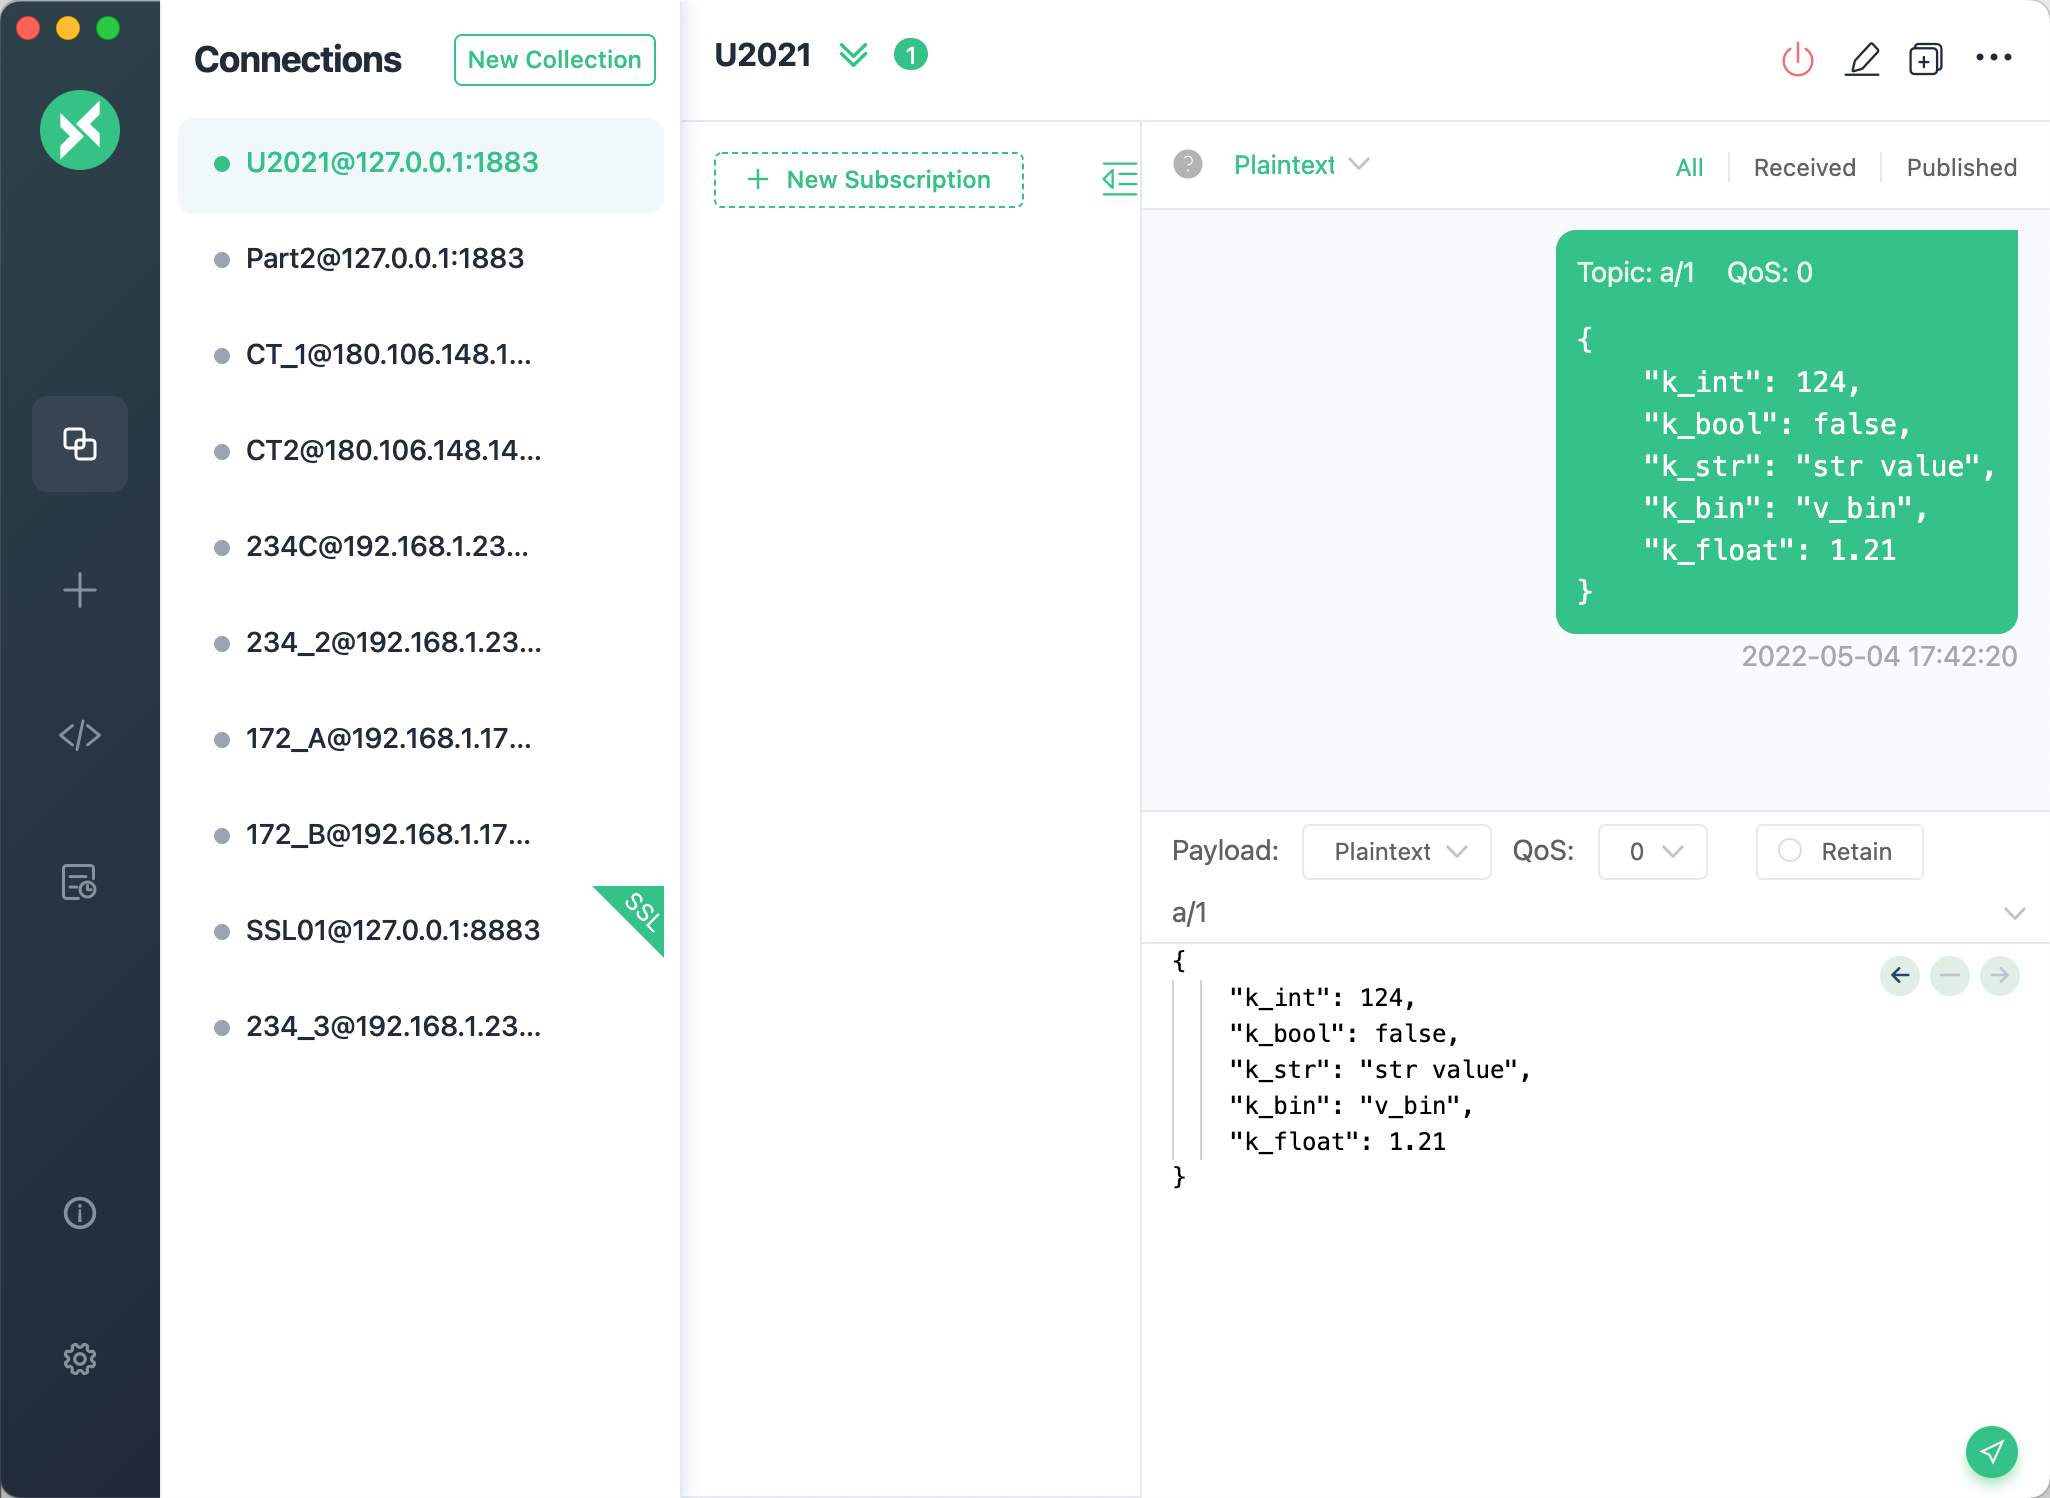 Connections
New Collection
U2021@127.0.0.1:1883
Part2@127.0.0.1:1883
CT_1@180.106.148.1...
CT2@180.106.148.14...
234C@192.168.1.23...
234_2@192.168.1.23...
172_A@192.168.1.17...
172_B@192.168.1.17...
SSL01@127.0.0.1:8883
SSL
234_3@192.168.1.23...
U2021 1
New Subscription
? Plaintext
All Received Published
Topic: a/1 QoS: 0
{
"k_int": 124,
"k_bool": false,
"k_str": "str value",
"k_bin": "v_bin",
"k_float": 1.21
}
2022-05-04 17:42:20
Payload: Plaintext QoS: 0 Retain
a/1
{
"k_int": 124,
"k_bool": false,
"k_str": "str value",
"k_bin": "v_bin",
"k_float": 1.21
}